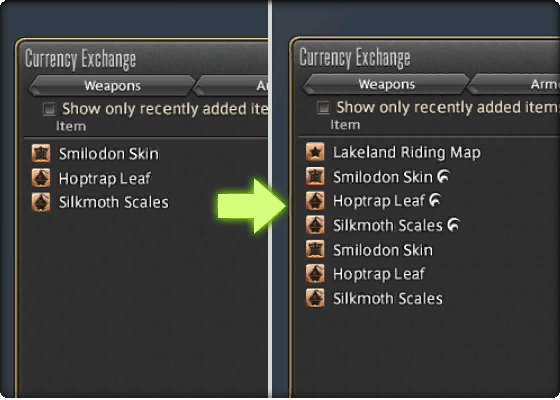 Currency Exchange
Weapons
Ar
Show only recently added ite
Item
Smilodon Skin
Hoptrap Leaf
Silkmoth Scales
Currency Exchange
Weapons
Arm
Show only recently added item
Item
Lakeland Riding Map
Smilodon Skin
Hoptrap Leaf
Silkmoth Scales
Smilodon Skin
Hoptrap Leaf
Silkmoth Scales